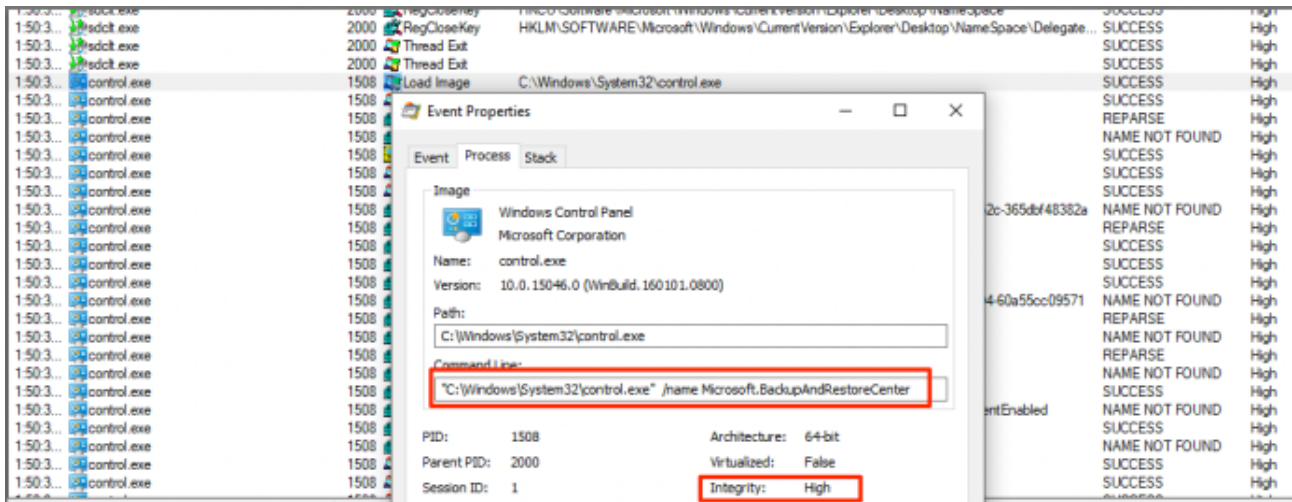 1:50:3... sdclt.exe 2000 RegCloseKey HKCU\Software\Microsoft\Windows\CurrentVersion\Explorer\Desktop\NameSpace SUCCESS High
1:50:3... sdclt.exe 2000 RegCloseKey HKLM\SOFTWARE\Microsoft\Windows\CurrentVersion\Explorer\Desktop\NameSpace\Delegate... SUCCESS High
1:50:3... sdclt.exe 2000 Thread Exit SUCCESS High
1:50:3... sdclt.exe 2000 Thread Exit SUCCESS High
1:50:3... control.exe 1508 Load Image C:\Windows\System32\control.exe SUCCESS High
1:50:3... control.exe 1508 SUCCESS High
Event Properties
1:50:3... control.exe 1508 REPARSE High
1:50:3... control.exe 1508 NAME NOT FOUND High
Event Process Stack
1:50:3... control.exe 1508 SUCCESS High
1:50:3... control.exe 1508 SUCCESS High
1:50:3... control.exe 1508 SUCCESS High
Image
1:50:3... control.exe 1508 2c-365dbf48382a NAME NOT FOUND High
Windows Control Panel
1:50:3... control.exe 1508 REPARSE High
Microsoft Corporation
1:50:3... control.exe 1508 SUCCESS High
Name: control.exe
1:50:3... control.exe 1508 SUCCESS High
1:50:3... control.exe 1508 SUCCESS High
Version: 10.0.15046.0 (WinBuild.160101.0800)
1:50:3... control.exe 1508 4-60a55cc09571 NAME NOT FOUND High
Path:
1:50:3... control.exe 1508 REPARSE High
C:\Windows\System32\control.exe
1:50:3... control.exe 1508 NAME NOT FOUND High
1:50:3... control.exe 1508 REPARSE High
Command Line:
1:50:3... control.exe 1508 NAME NOT FOUND High
"C:\Windows\System32\control.exe" /name Microsoft.BackupAndRestoreCenter
1:50:3... control.exe 1508 SUCCESS High
1:50:3... control.exe 1508 entEnabled NAME NOT FOUND High
1:50:3... control.exe 1508 SUCCESS High
PID: 1508 Architecture: 64-bit
1:50:3... control.exe 1508 NAME NOT FOUND High
Parent PID: 2000 Virtualized: False
1:50:3... control.exe 1508 SUCCESS High
Session ID: 1 Integrity: High
1:50:3... control.exe 1508 SUCCESS High